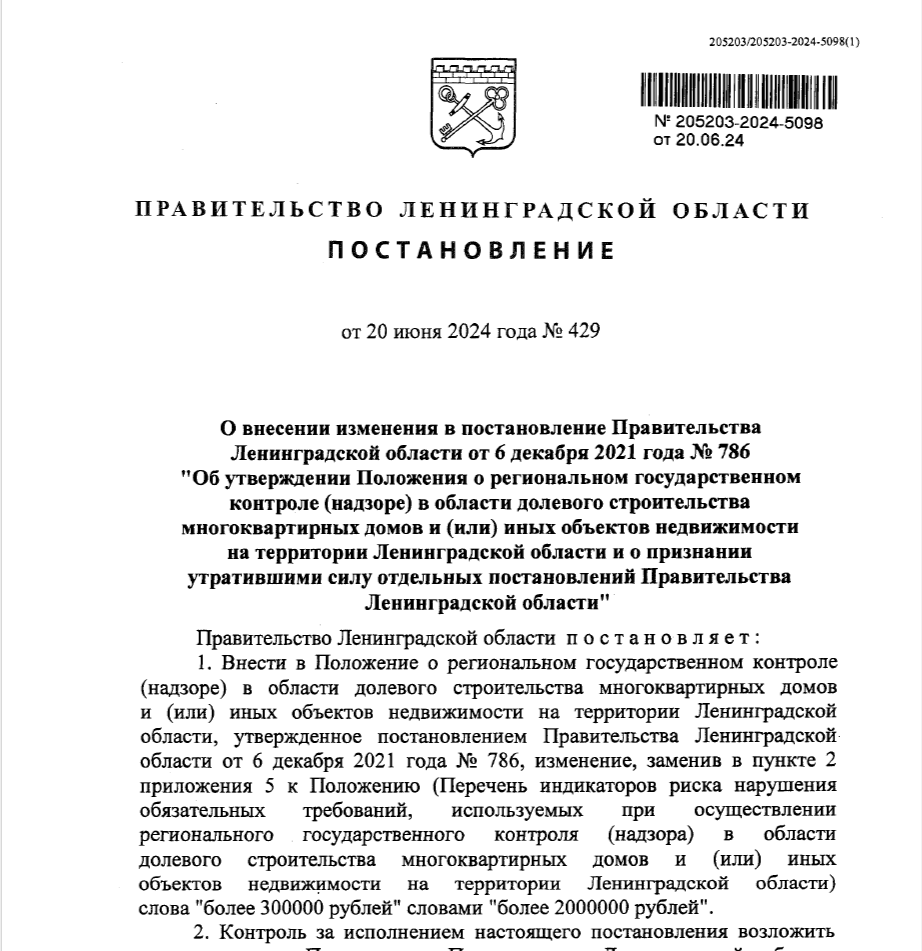 205203/205203-2024-5098(1)
№ 205203-2024-5098
от 20.06.24
ПРАВИТЕЛЬСТВО ЛЕНИНГРАДСКОЙ ОБЛАСТИ
ПОСТАНОВЛЕНИЕ
от 20 июня 2024 года № 429
О внесении изменения в постановление Правительства
Ленинградской области от 6 декабря 2021 года № 786
"Об утверждении Положения о региональном государственном
контроле (надзоре) в области долевого строительства
многоквартирных домов и (или) иных объектов недвижимости
на территории Ленинградской области и о признании
утратившими силу отдельных постановлений Правительства
Ленинградской области"
Правительство Ленинградской области п о с т а н о в л я е т :
1. Внести в Положение о региональном государственном контроле
(надзоре) в области долевого строительства многоквартирных домов
и (или) иных объектов недвижимости на территории Ленинградской
области, утвержденное постановлением Правительства Ленинградской
области от 6 декабря 2021 года № 786, изменение, заменив в пункте 2
приложения 5 к Положению (Перечень индикаторов риска нарушения
обязательных требований, используемых при осуществлении
регионального государственного контроля (надзора) в области
долевого строительства многоквартирных домов и (или) иных
объектов недвижимости на территории Ленинградской области)
слова "более 300000 рублей" словами "более 2000000 рублей".
2. Контроль за исполнением настоящего постановления возложить